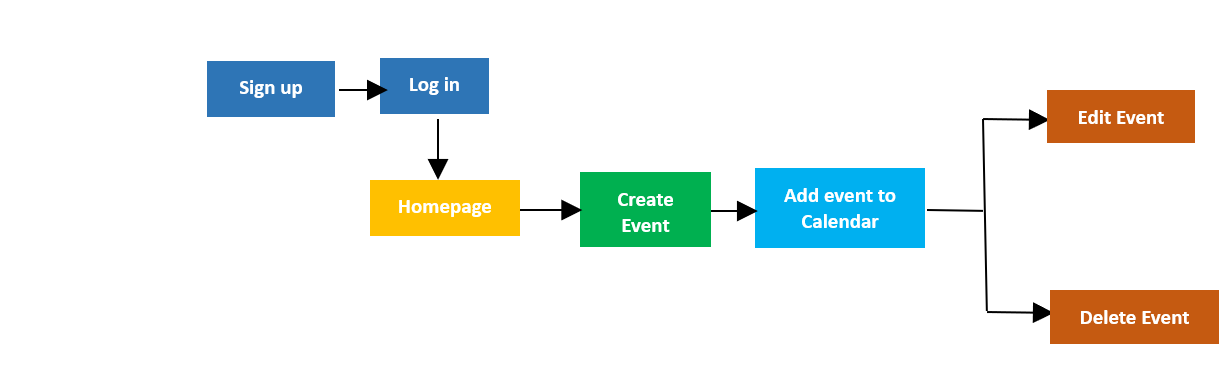 Sign up
Log in
Homepage
Create
Event
Add event to
Calendar
Edit Event
Delete Event